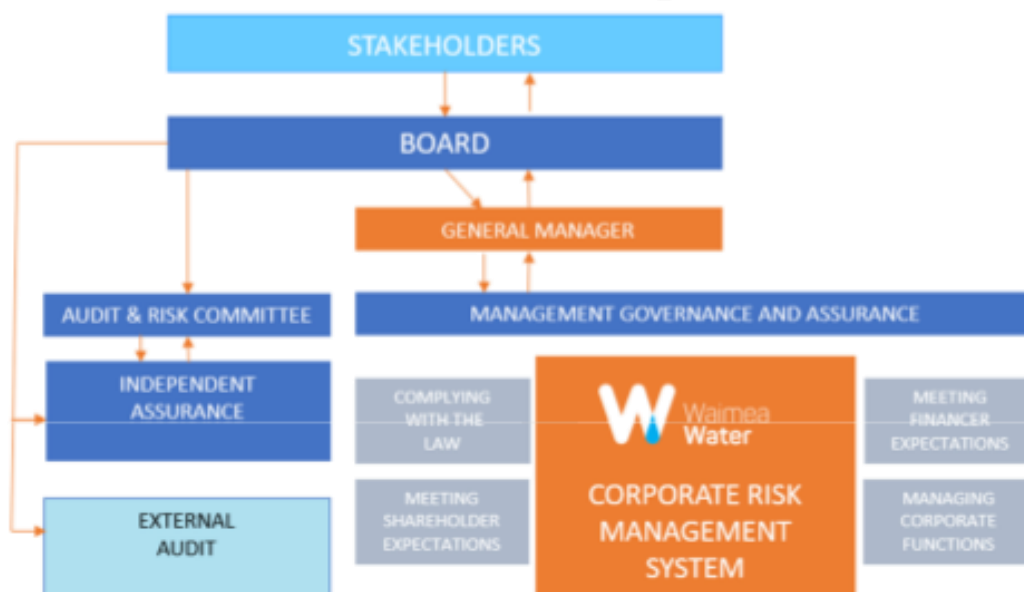 STAKEHOLDERS
BOARD
GENERAL MANAGER
AUDIT & RISK COMMITTEE
MANAGEMENT GOVERNANCE AND ASSURANCE
INDEPENDENT
ASSURANCE
COMPLYING
WITH THE
LAW
Waimea
Water
MEETING
FINANCER
EXPECTATIONS
EXTERNAL
AUDIT
MEETING
SHAREHOLDER
EXPECTATIONS
CORPORATE RISK
MANAGEMENT
SYSTEM
MANAGING
CORPORATE
FUNCTIONS